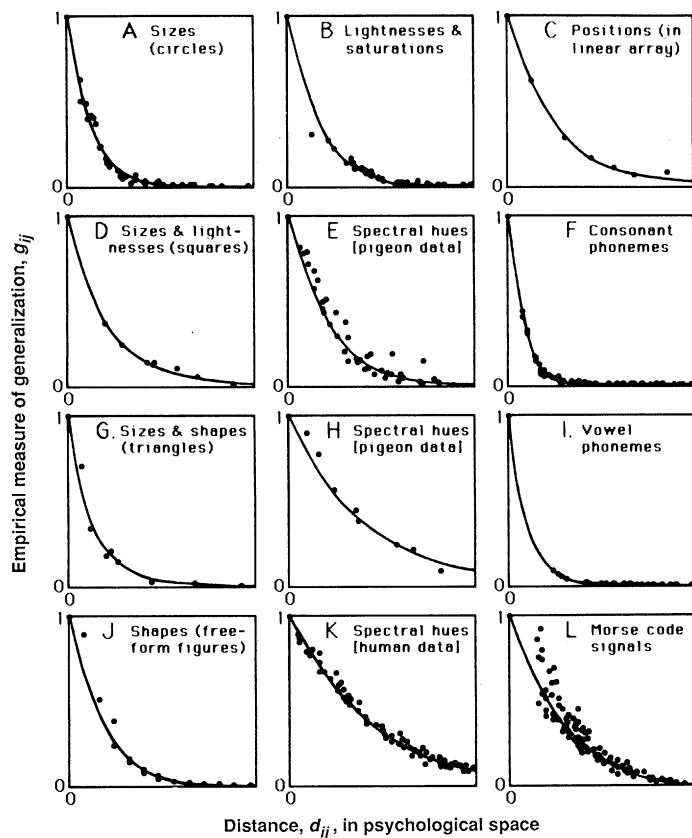 1
A Sizes
(circles)
0
0
1
B Lightnesses &
saturations
0
0
1
C Positions (in
linear array)
0
0
1
D Sizes & light-
nesses (squares)
0
0
1
E Spectral hues
[pigeon data]
0
0
1
F Consonant
phonemes
0
0
1
G. Sizes & shapes
(triangles)
0
0
1
H Spectral hues
[pigeon data]
0
0
1
I. Vowel
phonemes
0
0
1
J Shapes (free-
form figures)
0
0
1
K Spectral hues
[human data]
0
0
1
L Morse code
signals
0
0
Empirical measure of generalization, gij
Distance, dij, in psychological space